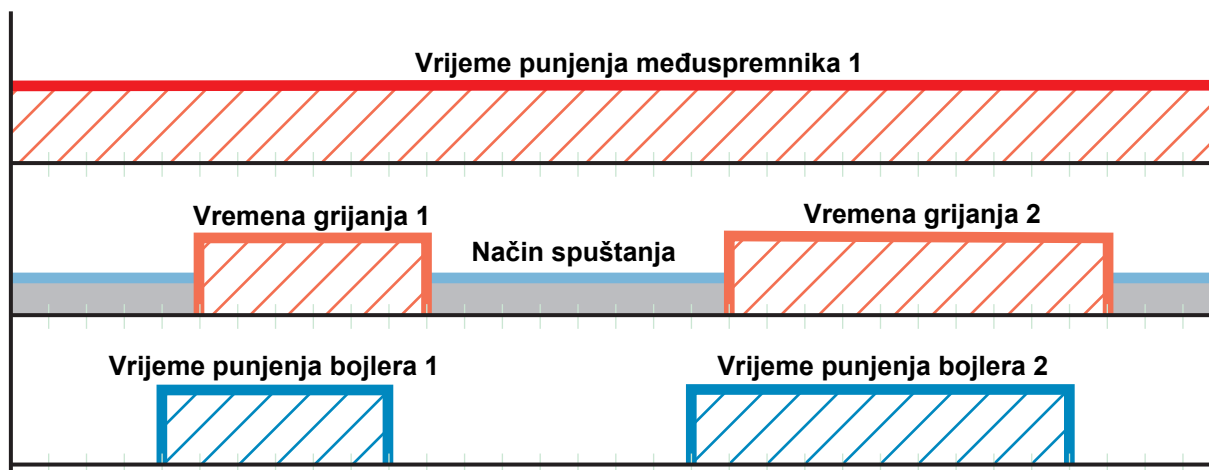 Vrijeme punjenja međuspremnika 1
Vremena grijanja 1
Vremena grijanja 2
Način spuštanja
Vrijeme punjenja bojlera 1
Vrijeme punjenja bojlera 2